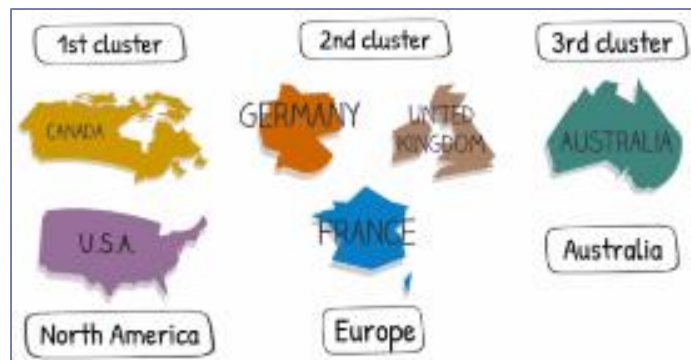 1st cluster
2nd cluster
3rd cluster
CANADA
GERMANY
UNITED
KINGDOM
AUSTRALIA
U.S.A.
FRANCE
Australia
North America
Europe